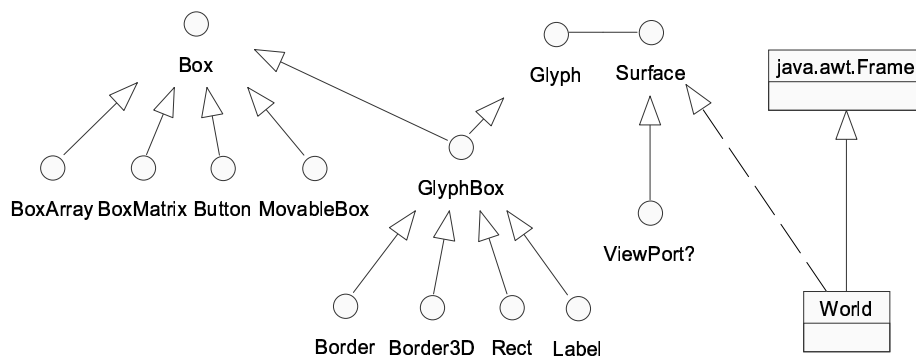 Box
Glyph
Surface
java.awt.Frame
BoxArray
BoxMatrix
Button
MovableBox
GlyphBox
ViewPort?
World
Border
Border3D
Rect
Label